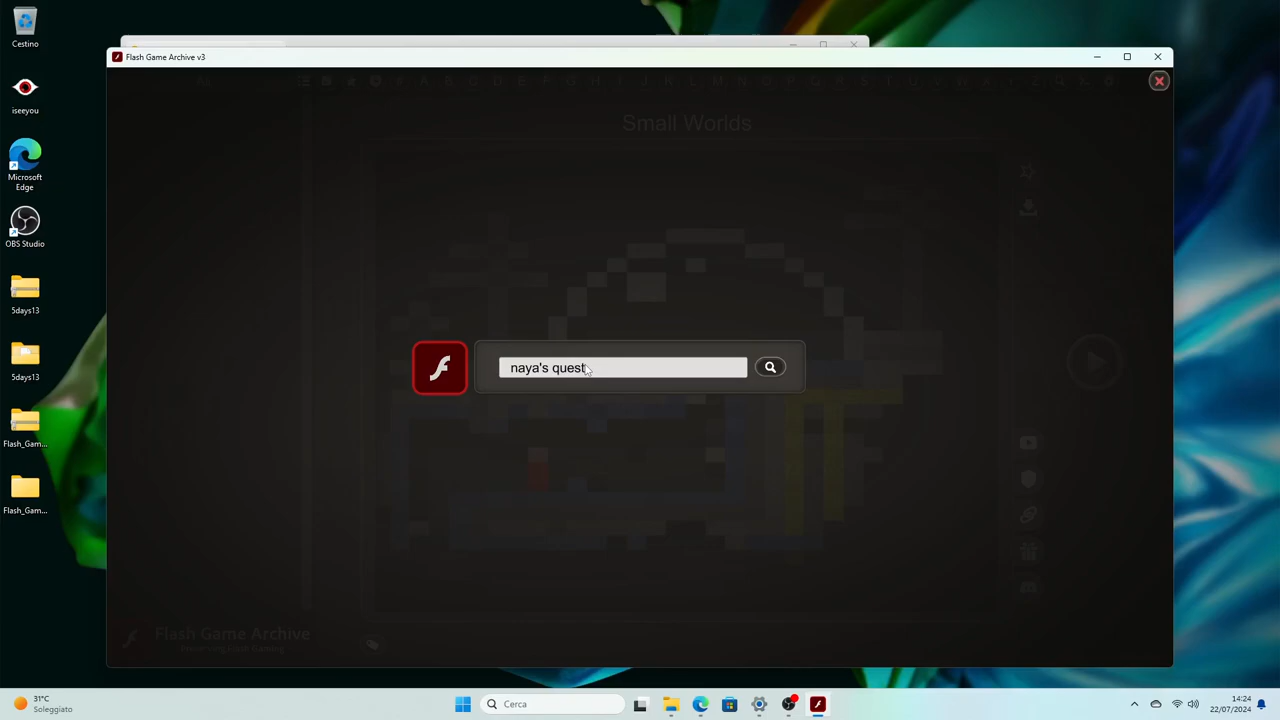 Cestino
iseeyou
Microsoft
Edge
OBS Studio
5days13
5days13
Flash_Gam...
Flash_Gam...
Flash Game Archive v3
Small Worlds
naya's quest
Flash Game Archive
31°C
Soleggiato
Cerca
14:24
22/07/2024